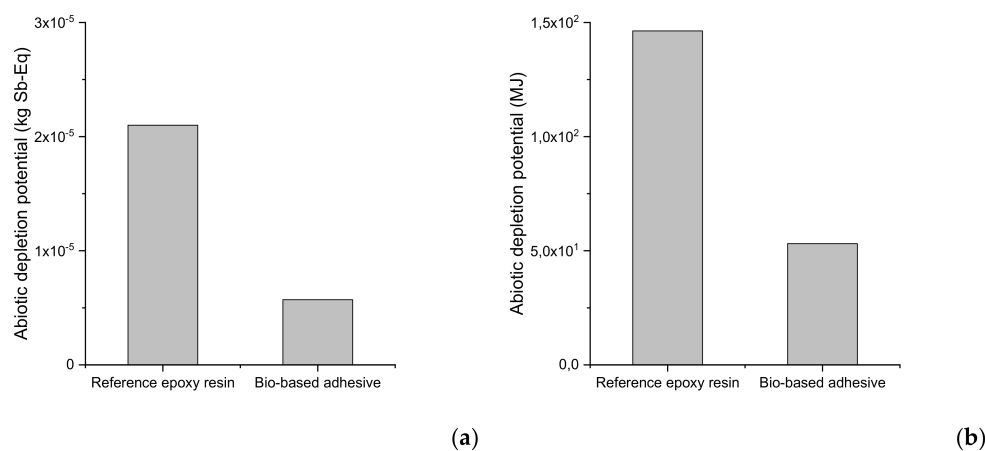 Abiotic depletion potential (kg Sb-Eq)
3x10⁻⁵
2x10⁻⁵
1x10⁻⁵
0
Reference epoxy resin
Bio-based adhesive
(a)
Abiotic depletion potential (MJ)
1,5x10²
1,0x10²
5,0x10¹
0,0
Reference epoxy resin
Bio-based adhesive
(b)